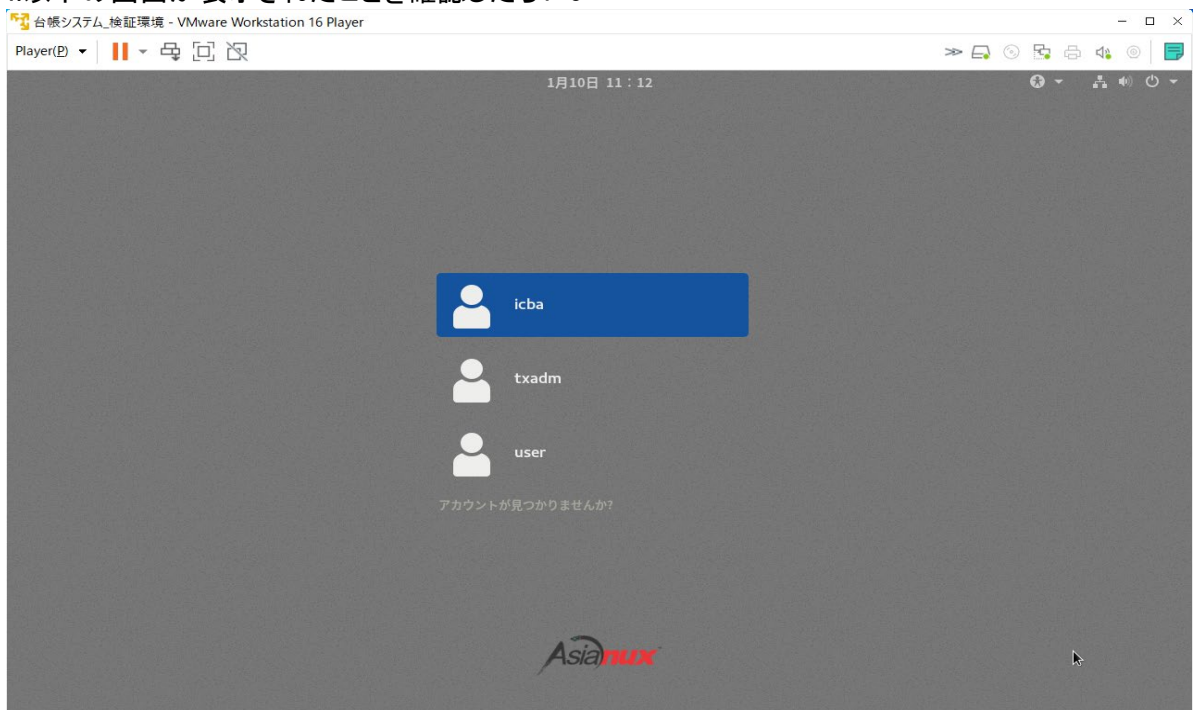 台帳システム_検証環境 - VMware Workstation 16 Player
Player(P)
1月10日 11：12
icba
txadm
user
アカウントが見つかりませんか?
Asianux